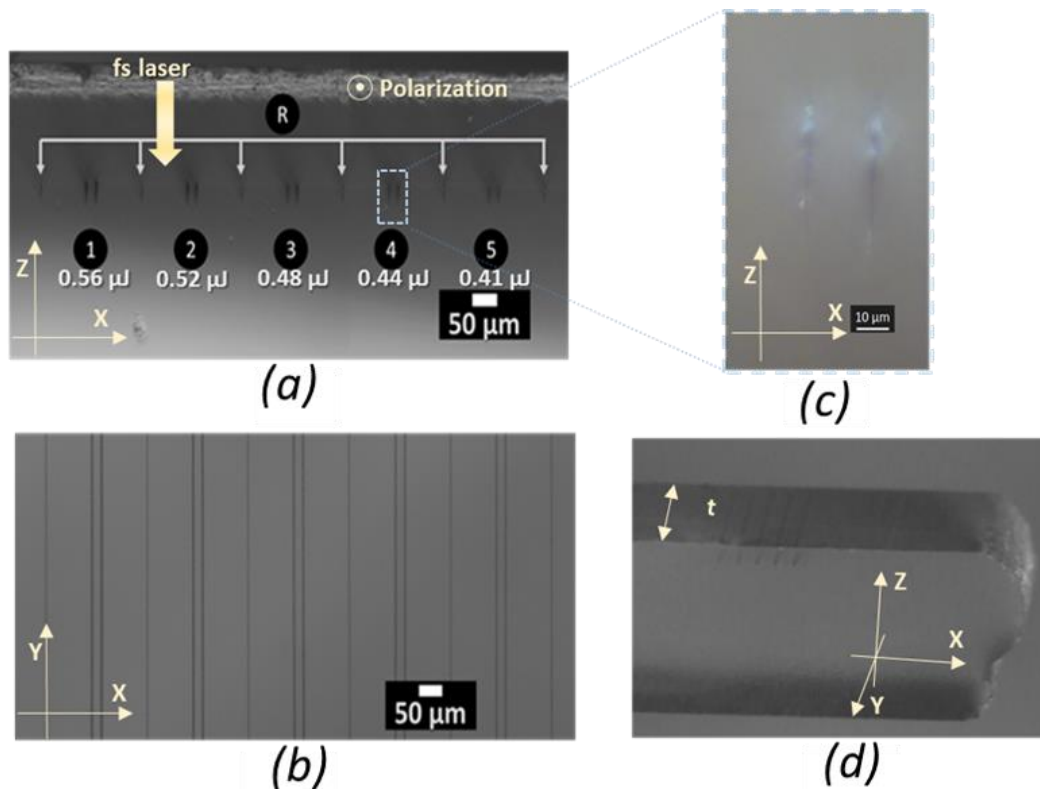 fs laser
Polarization
R
1
2
3
4
5
0.56 μJ
0.52 μJ
0.48 μJ
0.44 μJ
0.41 μJ
Z
X
50 μm
(a)
Z
X
10 μm
(c)
Y
X
50 μm
(b)
t
Z
X
Y
(d)